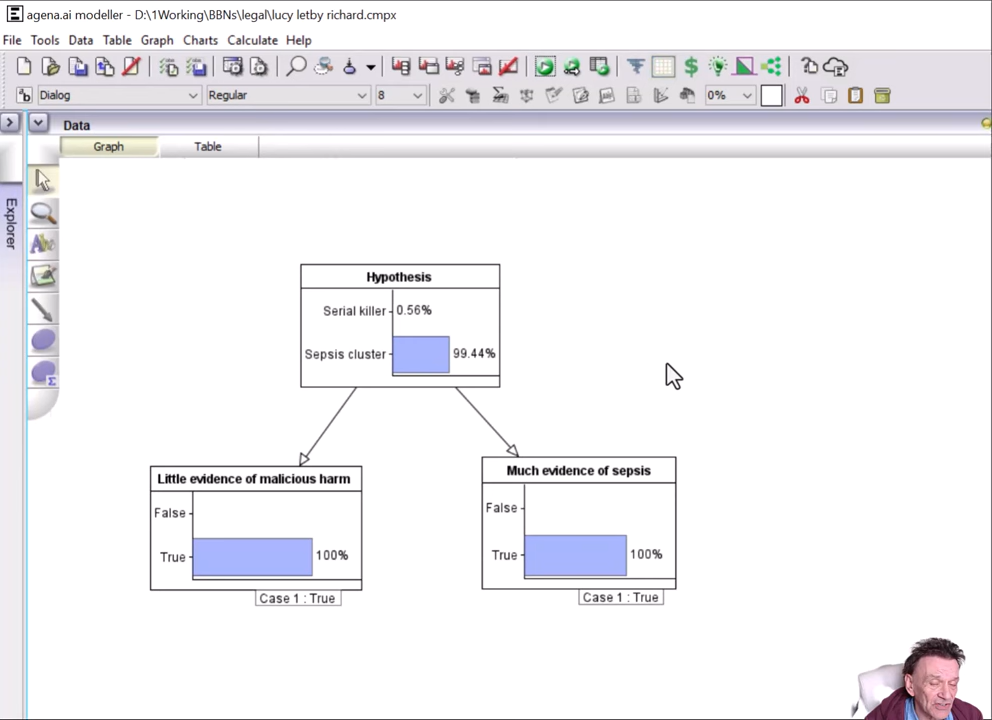 agena.ai modeller - D:\1Working\BBNs\legal\lucy letby richard.cmpx
File Tools Data Table Graph Charts Calculate Help
Dialog Regular 8 0%
Data
Graph Table
Explorer
Abc
Hypothesis
Serial killer 0.56%
Sepsis cluster 99.44%
Little evidence of malicious harm
False
True 100%
Case 1 : True
Much evidence of sepsis
False
True 100%
Case 1 : True